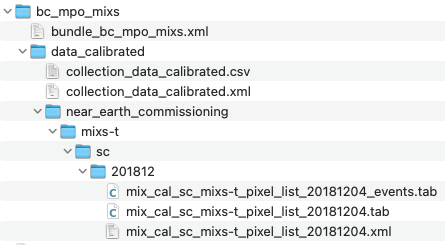 bc_mpo_mixs
bundle_bc_mpo_mixs.xml
data_calibrated
collection_data_calibrated.csv
collection_data_calibrated.xml
near_earth_commissioning
mixs-t
sc
201812
mix_cal_sc_mixs-t_pixel_list_20181204_events.tab
mix_cal_sc_mixs-t_pixel_list_20181204.tab
mix_cal_sc_mixs-t_pixel_list_20181204.xml